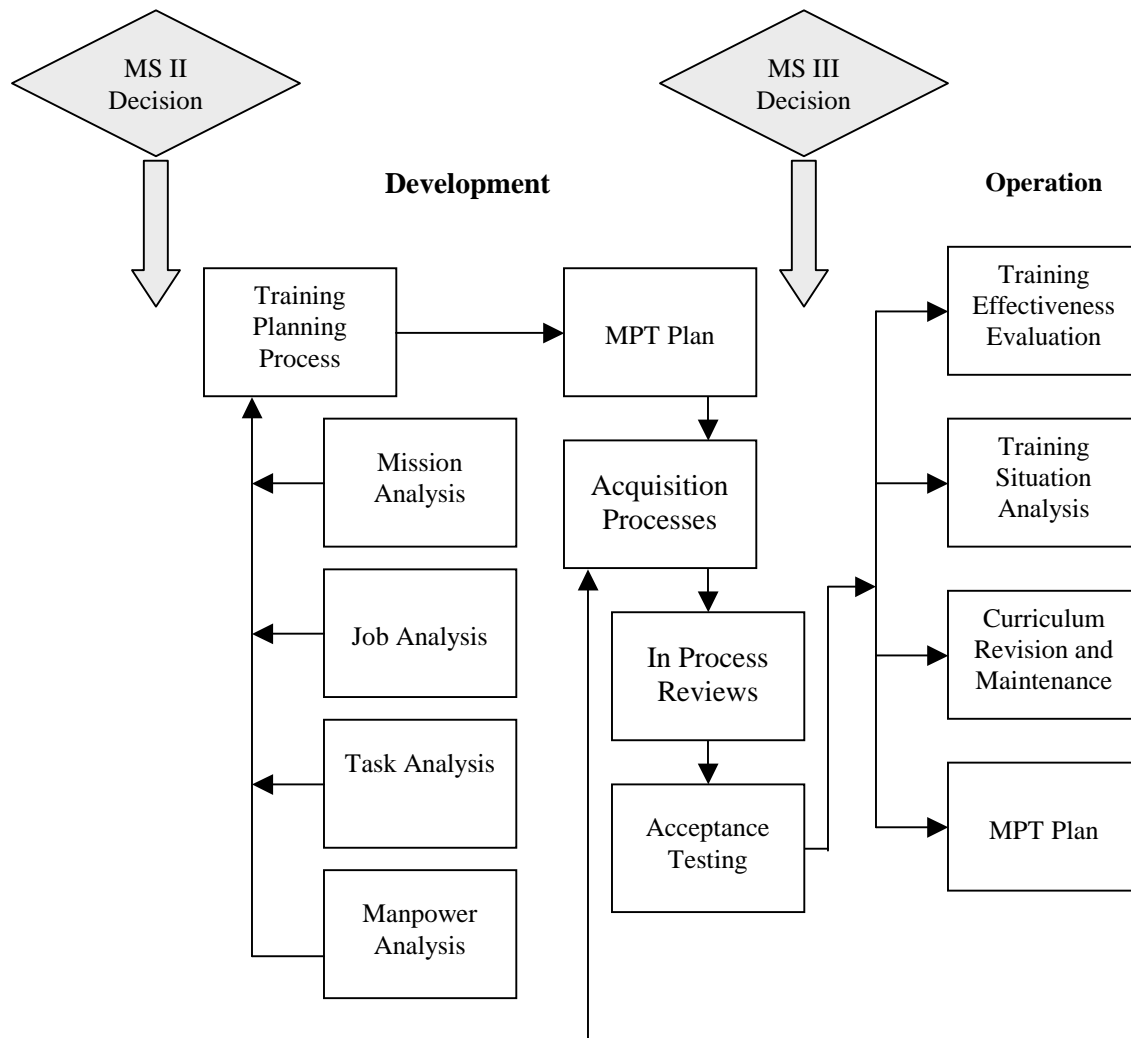 MS II
Decision
MS III
Decision
Development
Operation
Training
Planning
Process
MPT Plan
Training
Effectiveness
Evaluation
Mission
Analysis
Acquisition
Processes
Training
Situation
Analysis
Job Analysis
In Process
Reviews
Curriculum
Revision and
Maintenance
Task Analysis
Acceptance
Testing
MPT Plan
Manpower
Analysis